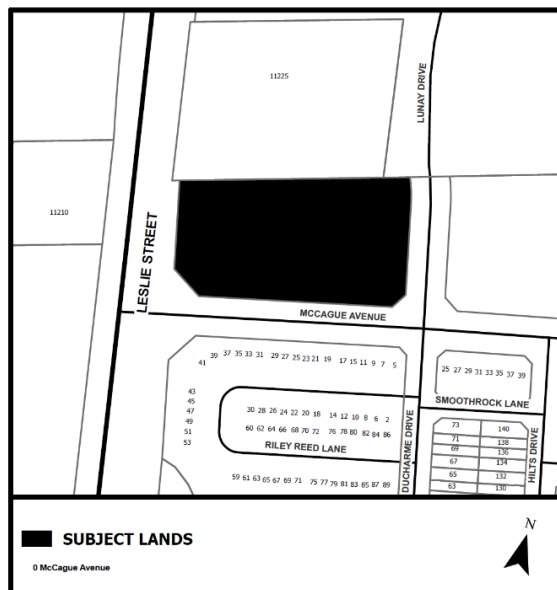 11225
LUNAY DRIVE
11210
LESLIE STREET
MCCAGUE AVENUE
39 37 35 33 31 29 27 25 23 21 19 17 15 11 9 7 5
41
25 27 29 31 33 35 37 39
43
45
47
49
51
53
30 28 26 24 22 20 18 14 12 10 8 6 2
60 62 64 66 68 70 72 76 78 80 82 84 86
RILEY REED LANE
DUCHARME DRIVE
SMOOTHROCK LANE
73 140
71 138
69 136
67 134
65 132
63 130
HILTS DRIVE
59 61 63 65 67 69 71 75 77 79 81 83 85 87 89
SUBJECT LANDS
0 McCague Avenue
N